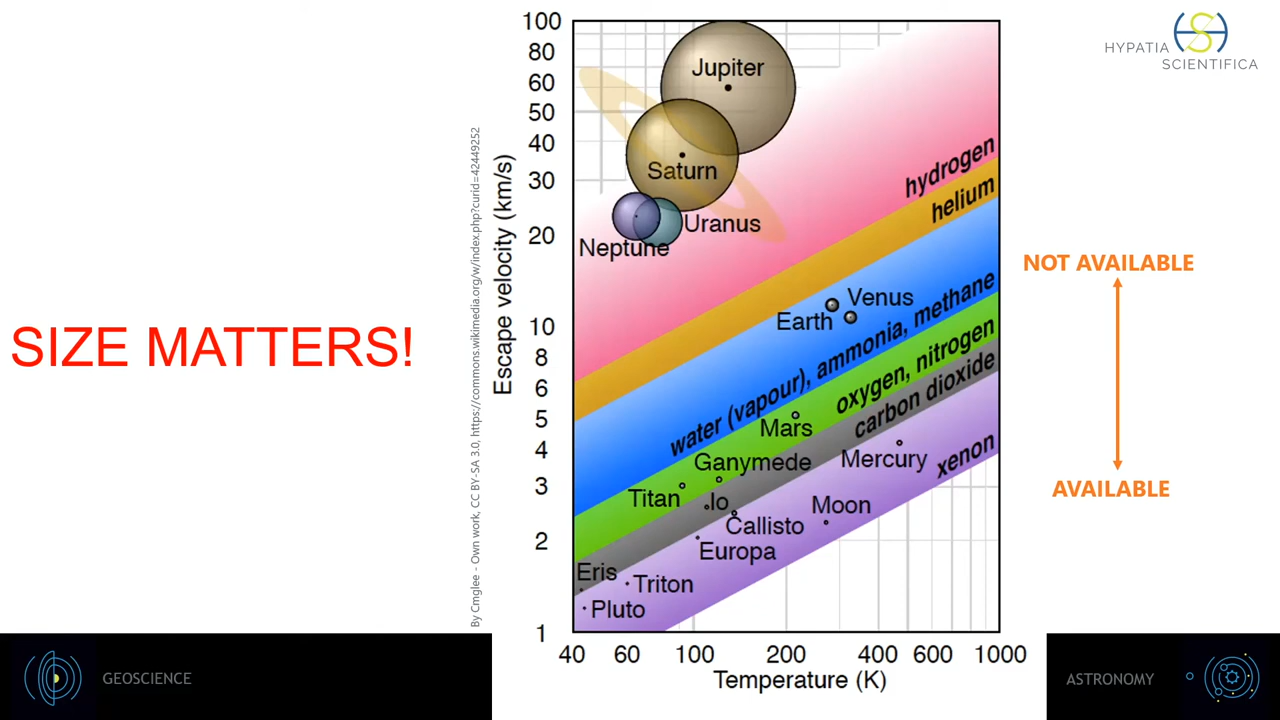 HYPATIA
SCIENTIFICA
SIZE MATTERS!
By Cmglee - Own work, CC BY-SA 3.0, https://commons.wikimedia.org/w/index.php?curid=42449252
Escape velocity (km/s)
100
80
60
50
40
30
20
10
8
6
5
4
3
2
1
Jupiter
Saturn
Uranus
Neptune
hydrogen
helium
Venus
Earth
water (vapour), ammonia, methane
oxygen, nitrogen
carbon dioxide
xenon
Mars
Ganymede
Mercury
Titan
Io
Moon
Callisto
Europa
Eris
Triton
Pluto
40 60 100 200 400 600 1000
Temperature (K)
NOT AVAILABLE
AVAILABLE
GEOSCIENCE
ASTRONOMY